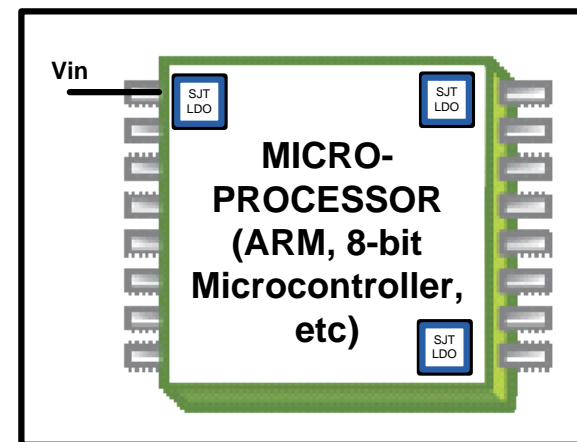 Vin
SJT
LDO
SJT
LDO
MICRO-
PROCESSOR
(ARM, 8-bit
Microcontroller,
etc)
SJT
LDO